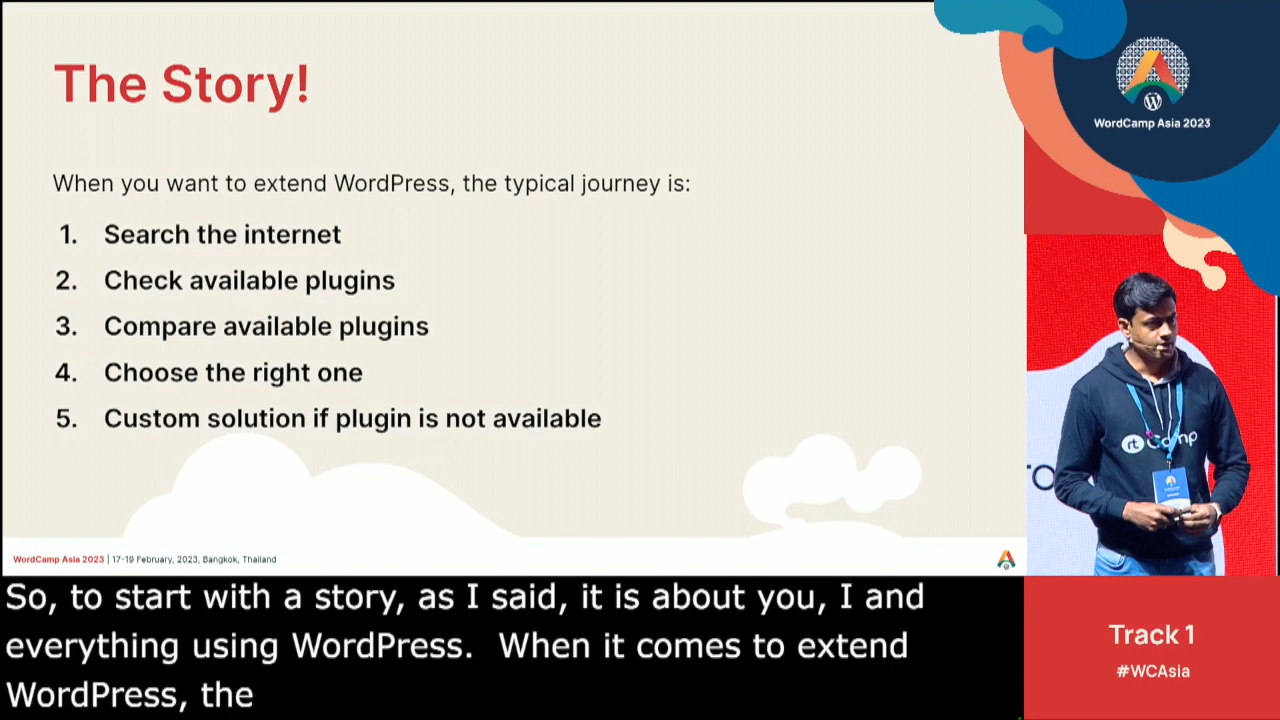 The Story!
When you want to extend WordPress, the typical journey is:
1. Search the internet
2. Check available plugins
3. Compare available plugins
4. Choose the right one
5. Custom solution if plugin is not available
WordCamp Asia 2023 | 17-19 February, 2023, Bangkok, Thailand
WordCamp Asia 2023
rt Camp
So, to start with a story, as I said, it is about you, I and
everything using WordPress. When it comes to extend
WordPress, the
Track 1
#WCAsia